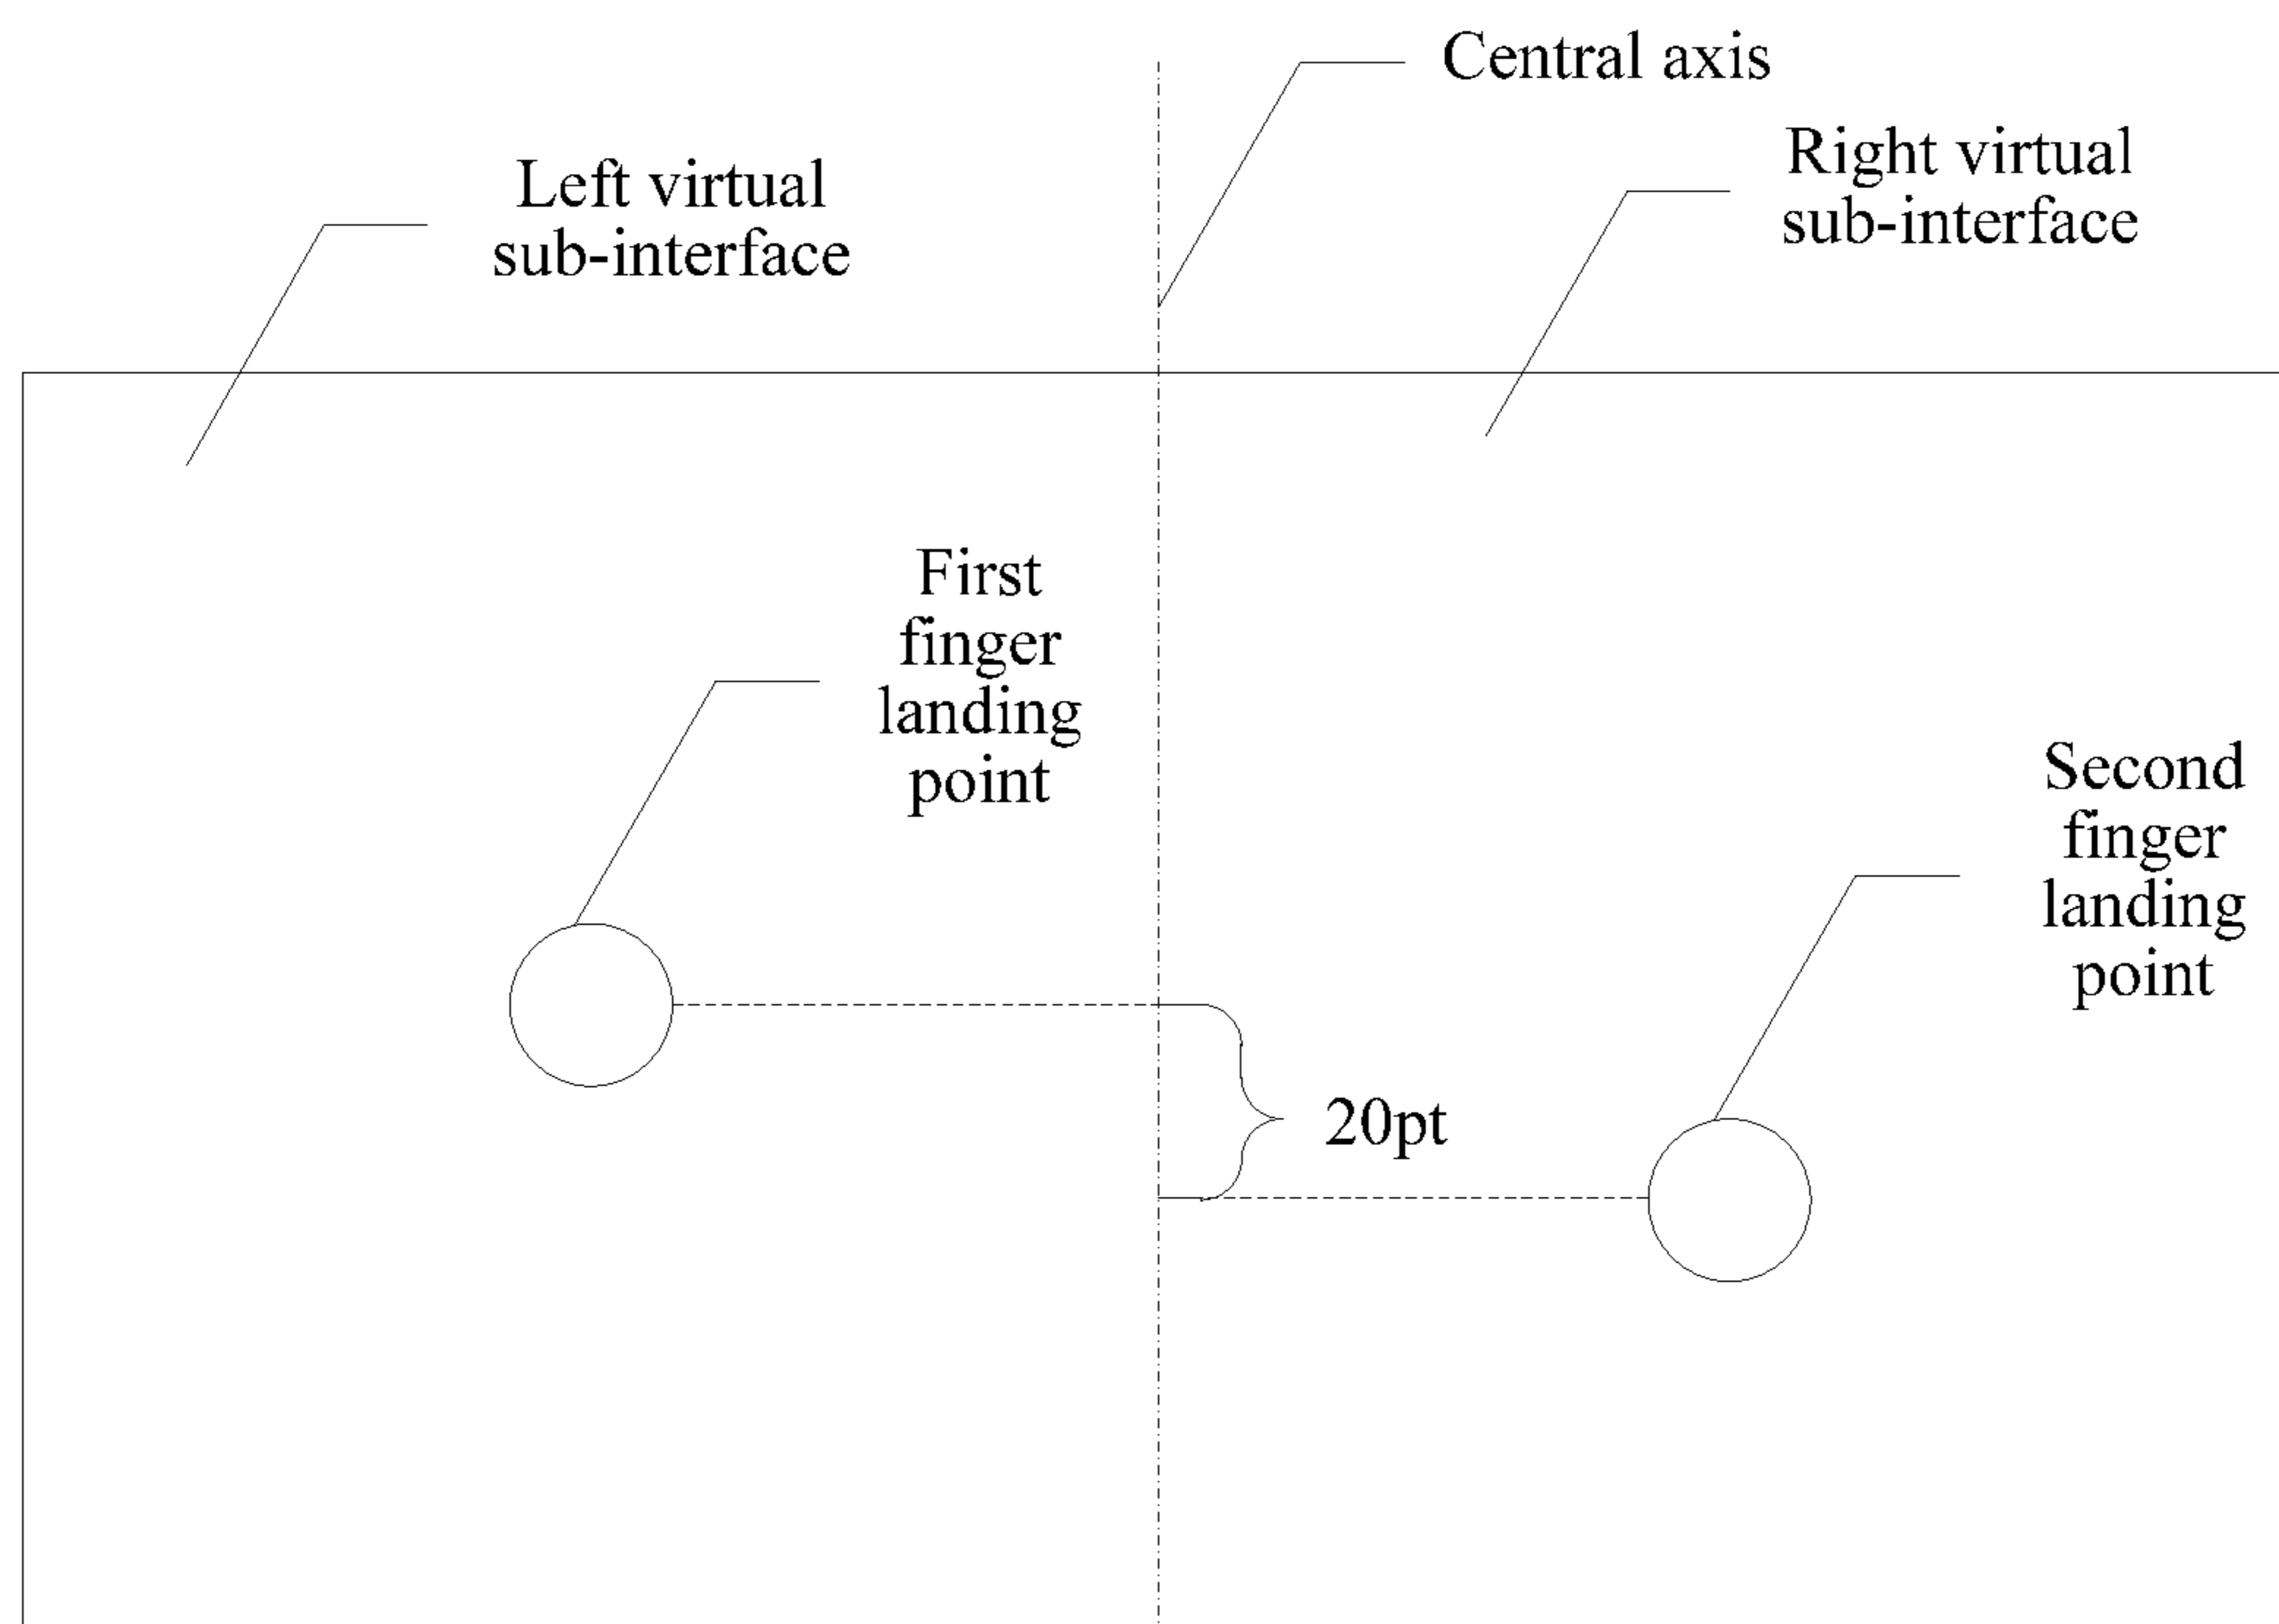 Central axis
Left virtual
sub-interface
Right virtual
sub-interface
First
finger
landing
point
Second
finger
landing
point
20pt